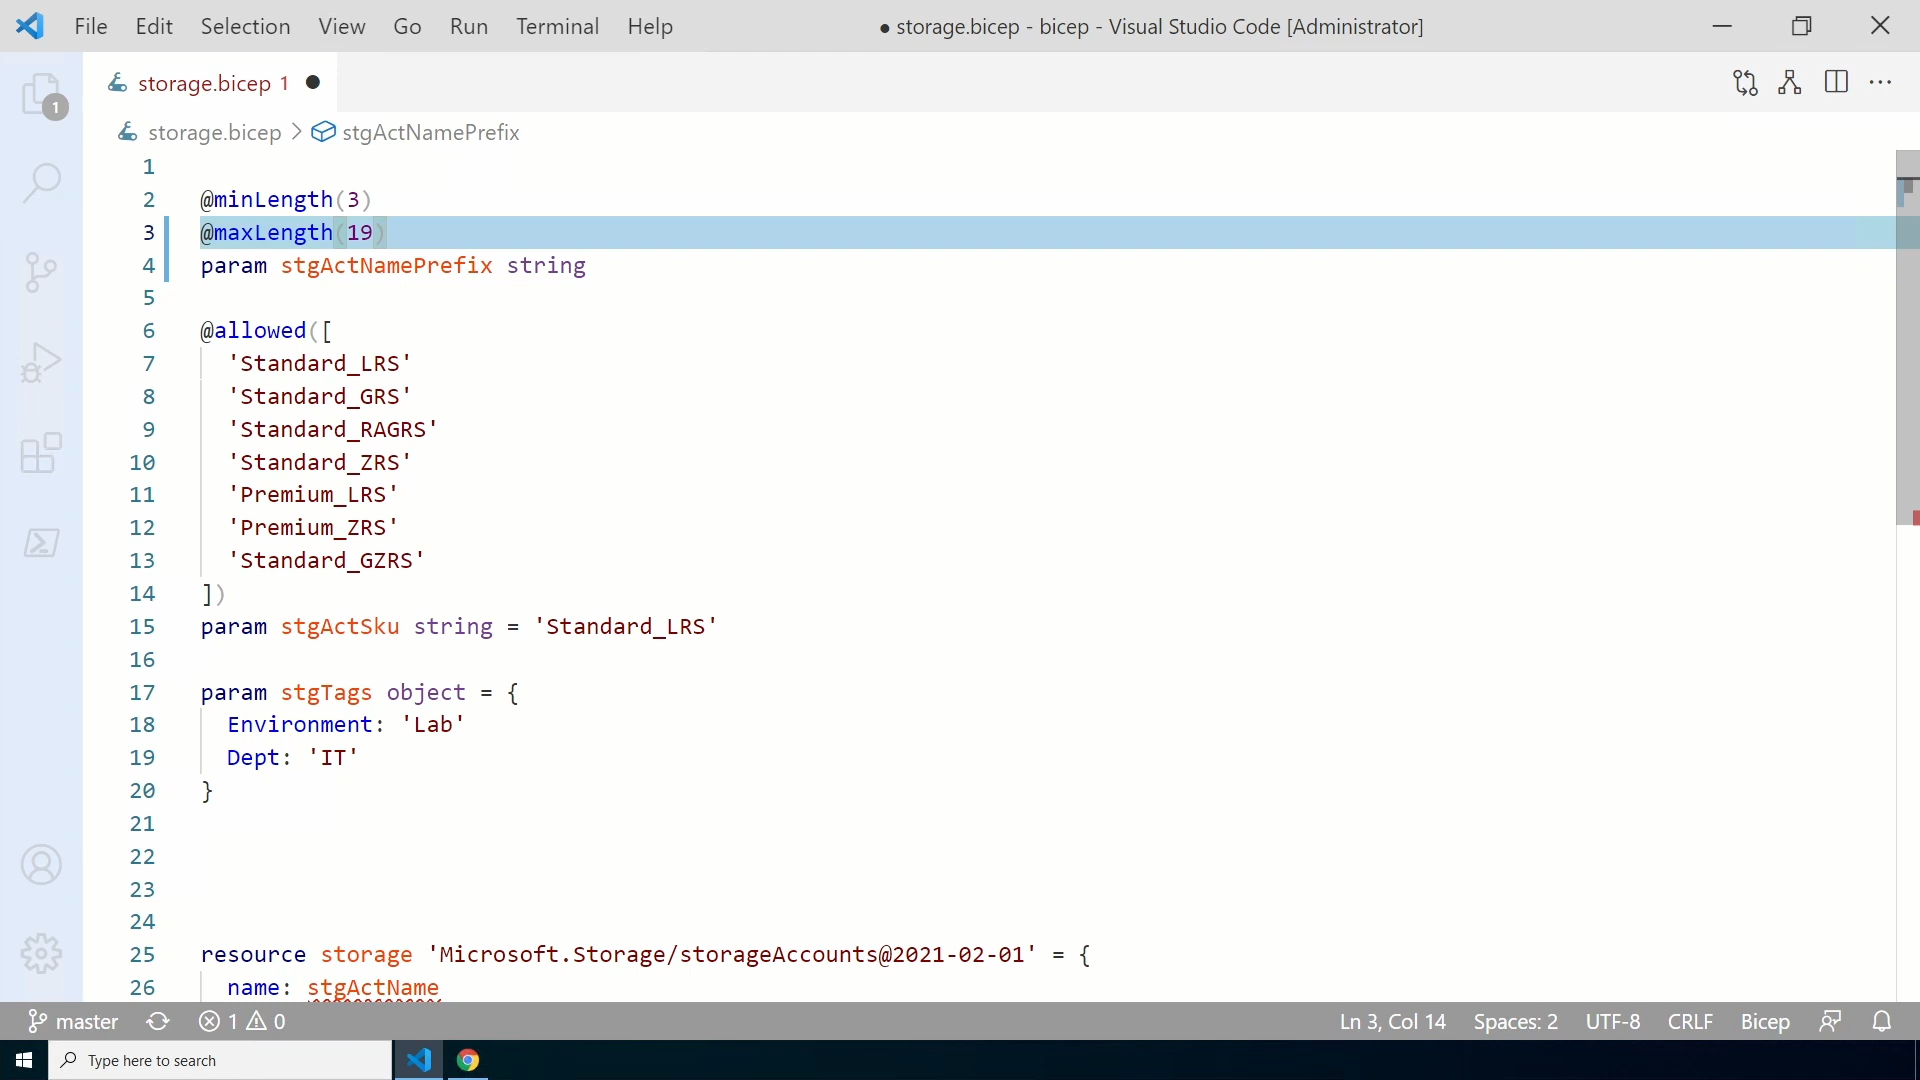 File Edit Selection View Go Run Terminal Help ● storage.bicep - bicep - Visual Studio Code [Administrator]
storage.bicep 1
1
storage.bicep > stgActNamePrefix
1
2 @minLength(3)
3 @maxLength(19)
4 param stgActNamePrefix string
5
6 @allowed([
7 'Standard_LRS'
8 'Standard_GRS'
9 'Standard_RAGRS'
10 'Standard_ZRS'
11 'Premium_LRS'
12 'Premium_ZRS'
13 'Standard_GZRS'
14 ])
15 param stgActSku string = 'Standard_LRS'
16
17 param stgTags object = {
18 Environment: 'Lab'
19 Dept: 'IT'
20 }
21
22
23
24
25 resource storage 'Microsoft.Storage/storageAccounts@2021-02-01' = {
26 name: stgActName
master 1 0 Ln 3, Col 14 Spaces: 2 UTF-8 CRLF Bicep
Type here to search